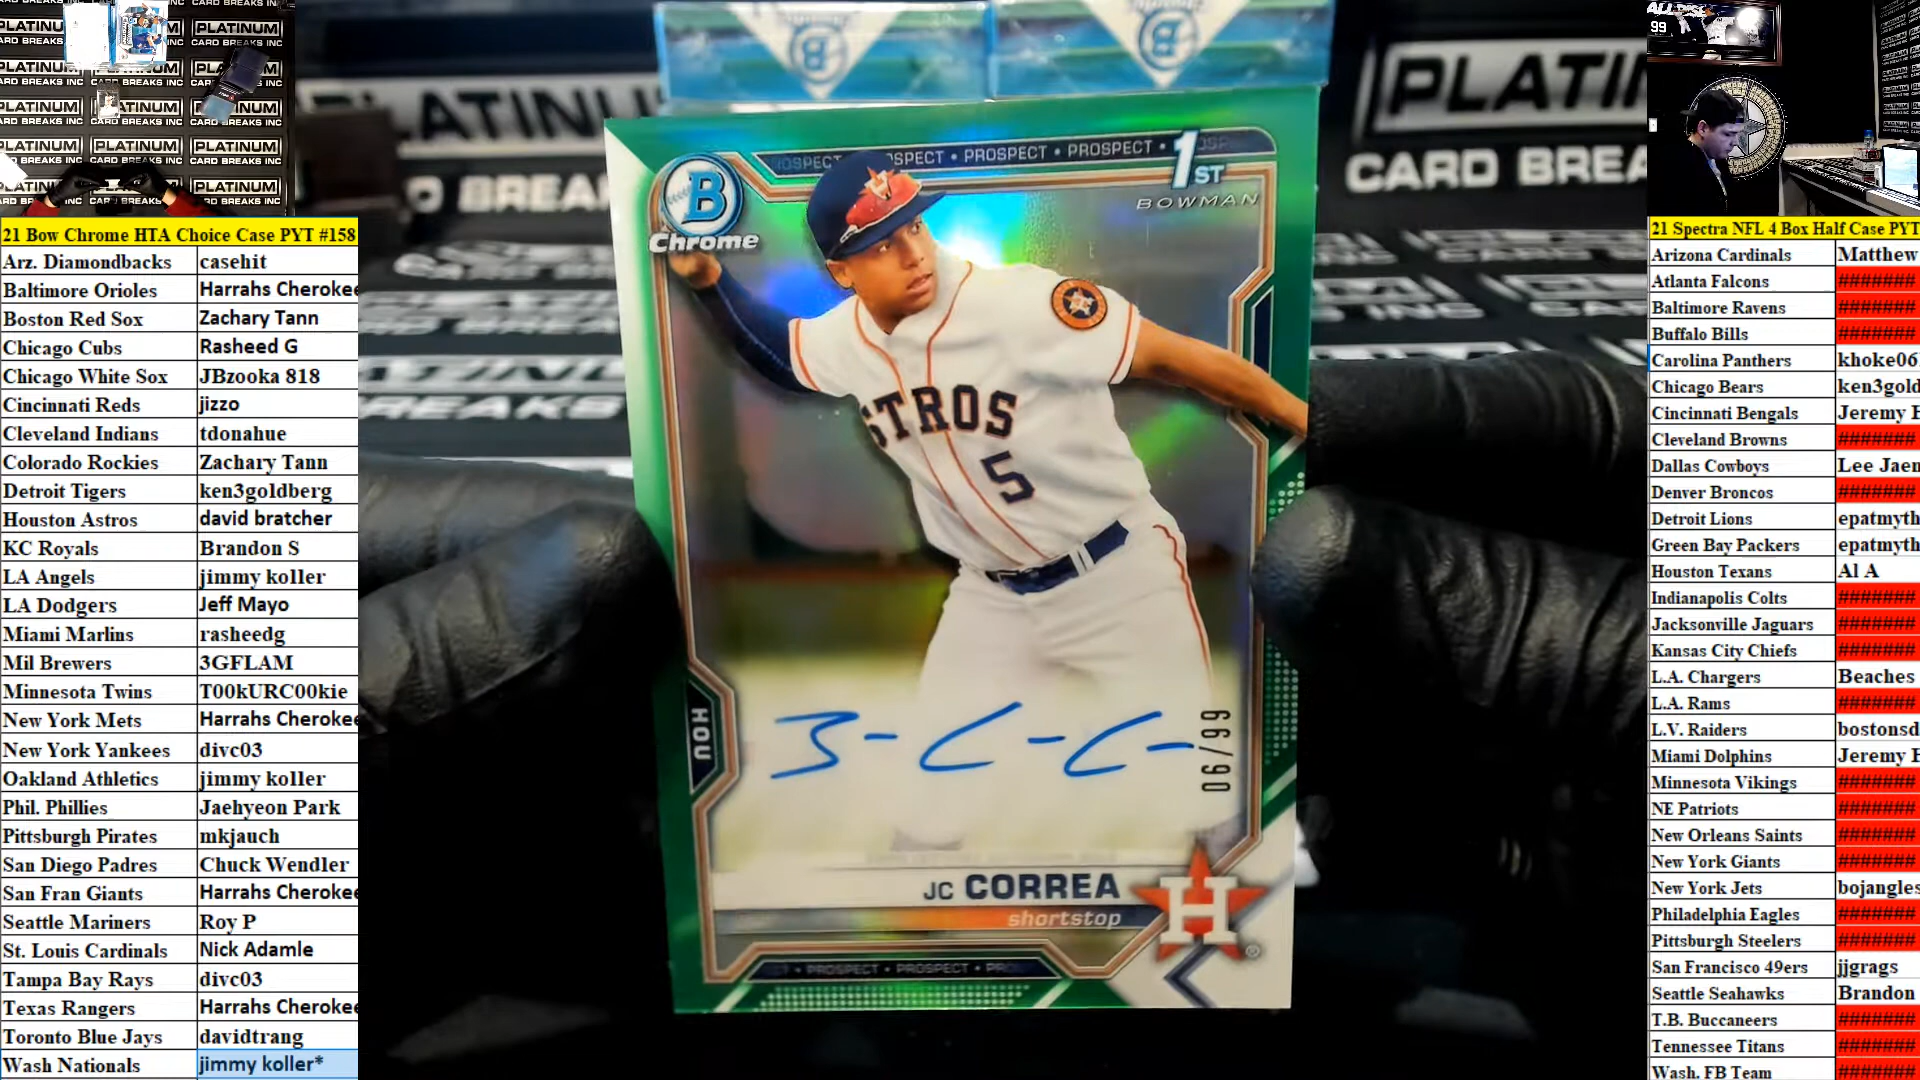 21 Bow Chrome HTA Choice Case PYT #158
Arz. Diamondbacks casehit
Baltimore Orioles Harrahs Cherokee
Boston Red Sox Zachary Tann
Chicago Cubs Rasheed G
Chicago White Sox JBzooka 818
Cincinnati Reds jizzo
Cleveland Indians tdonahue
Colorado Rockies Zachary Tann
Detroit Tigers ken3goldberg
Houston Astros david bratcher
KC Royals Brandon S
LA Angels jimmy koller
LA Dodgers Jeff Mayo
Miami Marlins rasheedg
Mil Brewers 3GFLAM
Minnesota Twins T00kURC00kie
New York Mets Harrahs Cherokee
New York Yankees divc03
Oakland Athletics jimmy koller
Phil. Phillies Jaehyeon Park
Pittsburgh Pirates mkjauch
San Diego Padres Chuck Wendler
San Fran Giants Harrahs Cherokee
Seattle Mariners Roy P
St. Louis Cardinals Nick Adamle
Tampa Bay Rays divc03
Texas Rangers Harrahs Cherokee
Toronto Blue Jays davidtrang
Wash Nationals jimmy koller*
PLATINUM
CARD BREAKS INC
PROSPECT • PROSPECT •
1ST
BOWMAN
B
Chrome
STROS
5
HOU
06/99
JC CORREA
shortstop
H
• PROSPECT • PROSPECT •
99
21 Spectra NFL 4 Box Half Case PYT
Arizona Cardinals Matthew
Atlanta Falcons #######
Baltimore Ravens #######
Buffalo Bills #######
Carolina Panthers khoke06
Chicago Bears ken3gold
Cincinnati Bengals Jeremy
Cleveland Browns #######
Dallas Cowboys Lee Jaen
Denver Broncos #######
Detroit Lions epatmyth
Green Bay Packers epatmyth
Houston Texans Al A
Indianapolis Colts #######
Jacksonville Jaguars #######
Kansas City Chiefs #######
L.A. Chargers Beaches
L.A. Rams #######
L.V. Raiders bostonsd
Miami Dolphins Jeremy
Minnesota Vikings #######
NE Patriots #######
New Orleans Saints #######
New York Giants #######
New York Jets bojangles
Philadelphia Eagles #######
Pittsburgh Steelers #######
San Francisco 49ers jjgrags
Seattle Seahawks Brandon
T.B. Buccaneers #######
Tennessee Titans #######
Wash. FB Team #######